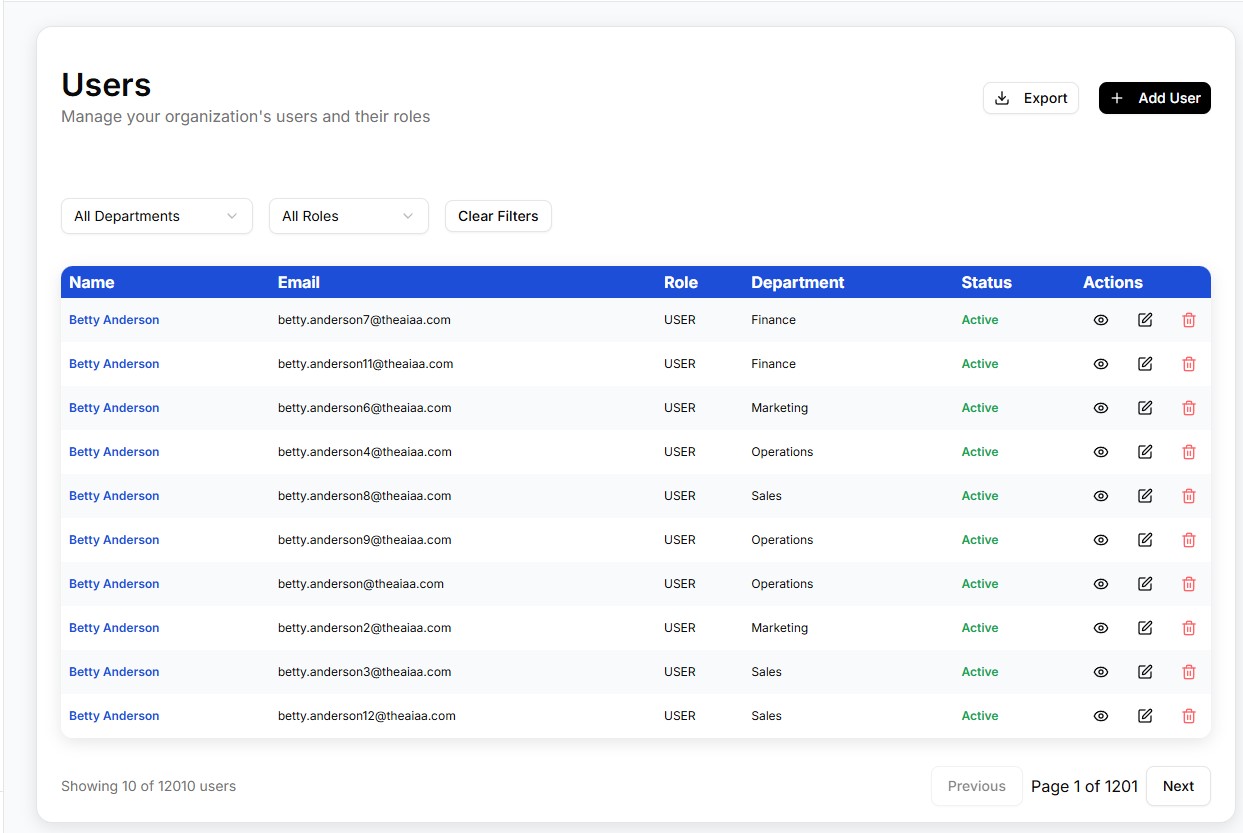 Users
Manage your organization's users and their roles
Export
Add User
All Departments
All Roles
Clear Filters
Name Email Role Department Status Actions
Betty Anderson betty.anderson7@theaiaa.com USER Finance Active
Betty Anderson betty.anderson11@theaiaa.com USER Finance Active
Betty Anderson betty.anderson6@theaiaa.com USER Marketing Active
Betty Anderson betty.anderson4@theaiaa.com USER Operations Active
Betty Anderson betty.anderson8@theaiaa.com USER Sales Active
Betty Anderson betty.anderson9@theaiaa.com USER Operations Active
Betty Anderson betty.anderson@theaiaa.com USER Operations Active
Betty Anderson betty.anderson2@theaiaa.com USER Marketing Active
Betty Anderson betty.anderson3@theaiaa.com USER Sales Active
Betty Anderson betty.anderson12@theaiaa.com USER Sales Active
Showing 10 of 12010 users
Previous Page 1 of 1201 Next